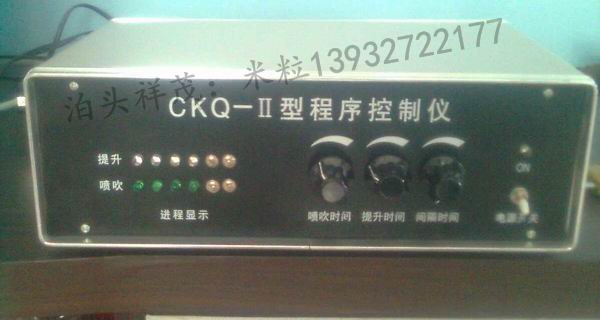 泊头祥茂：米粒13932722177
CKQ-Ⅱ型程序控制仪
提升
喷吹
进程显示
喷吹时间 提升时间 间隔时间
ON
电源开关